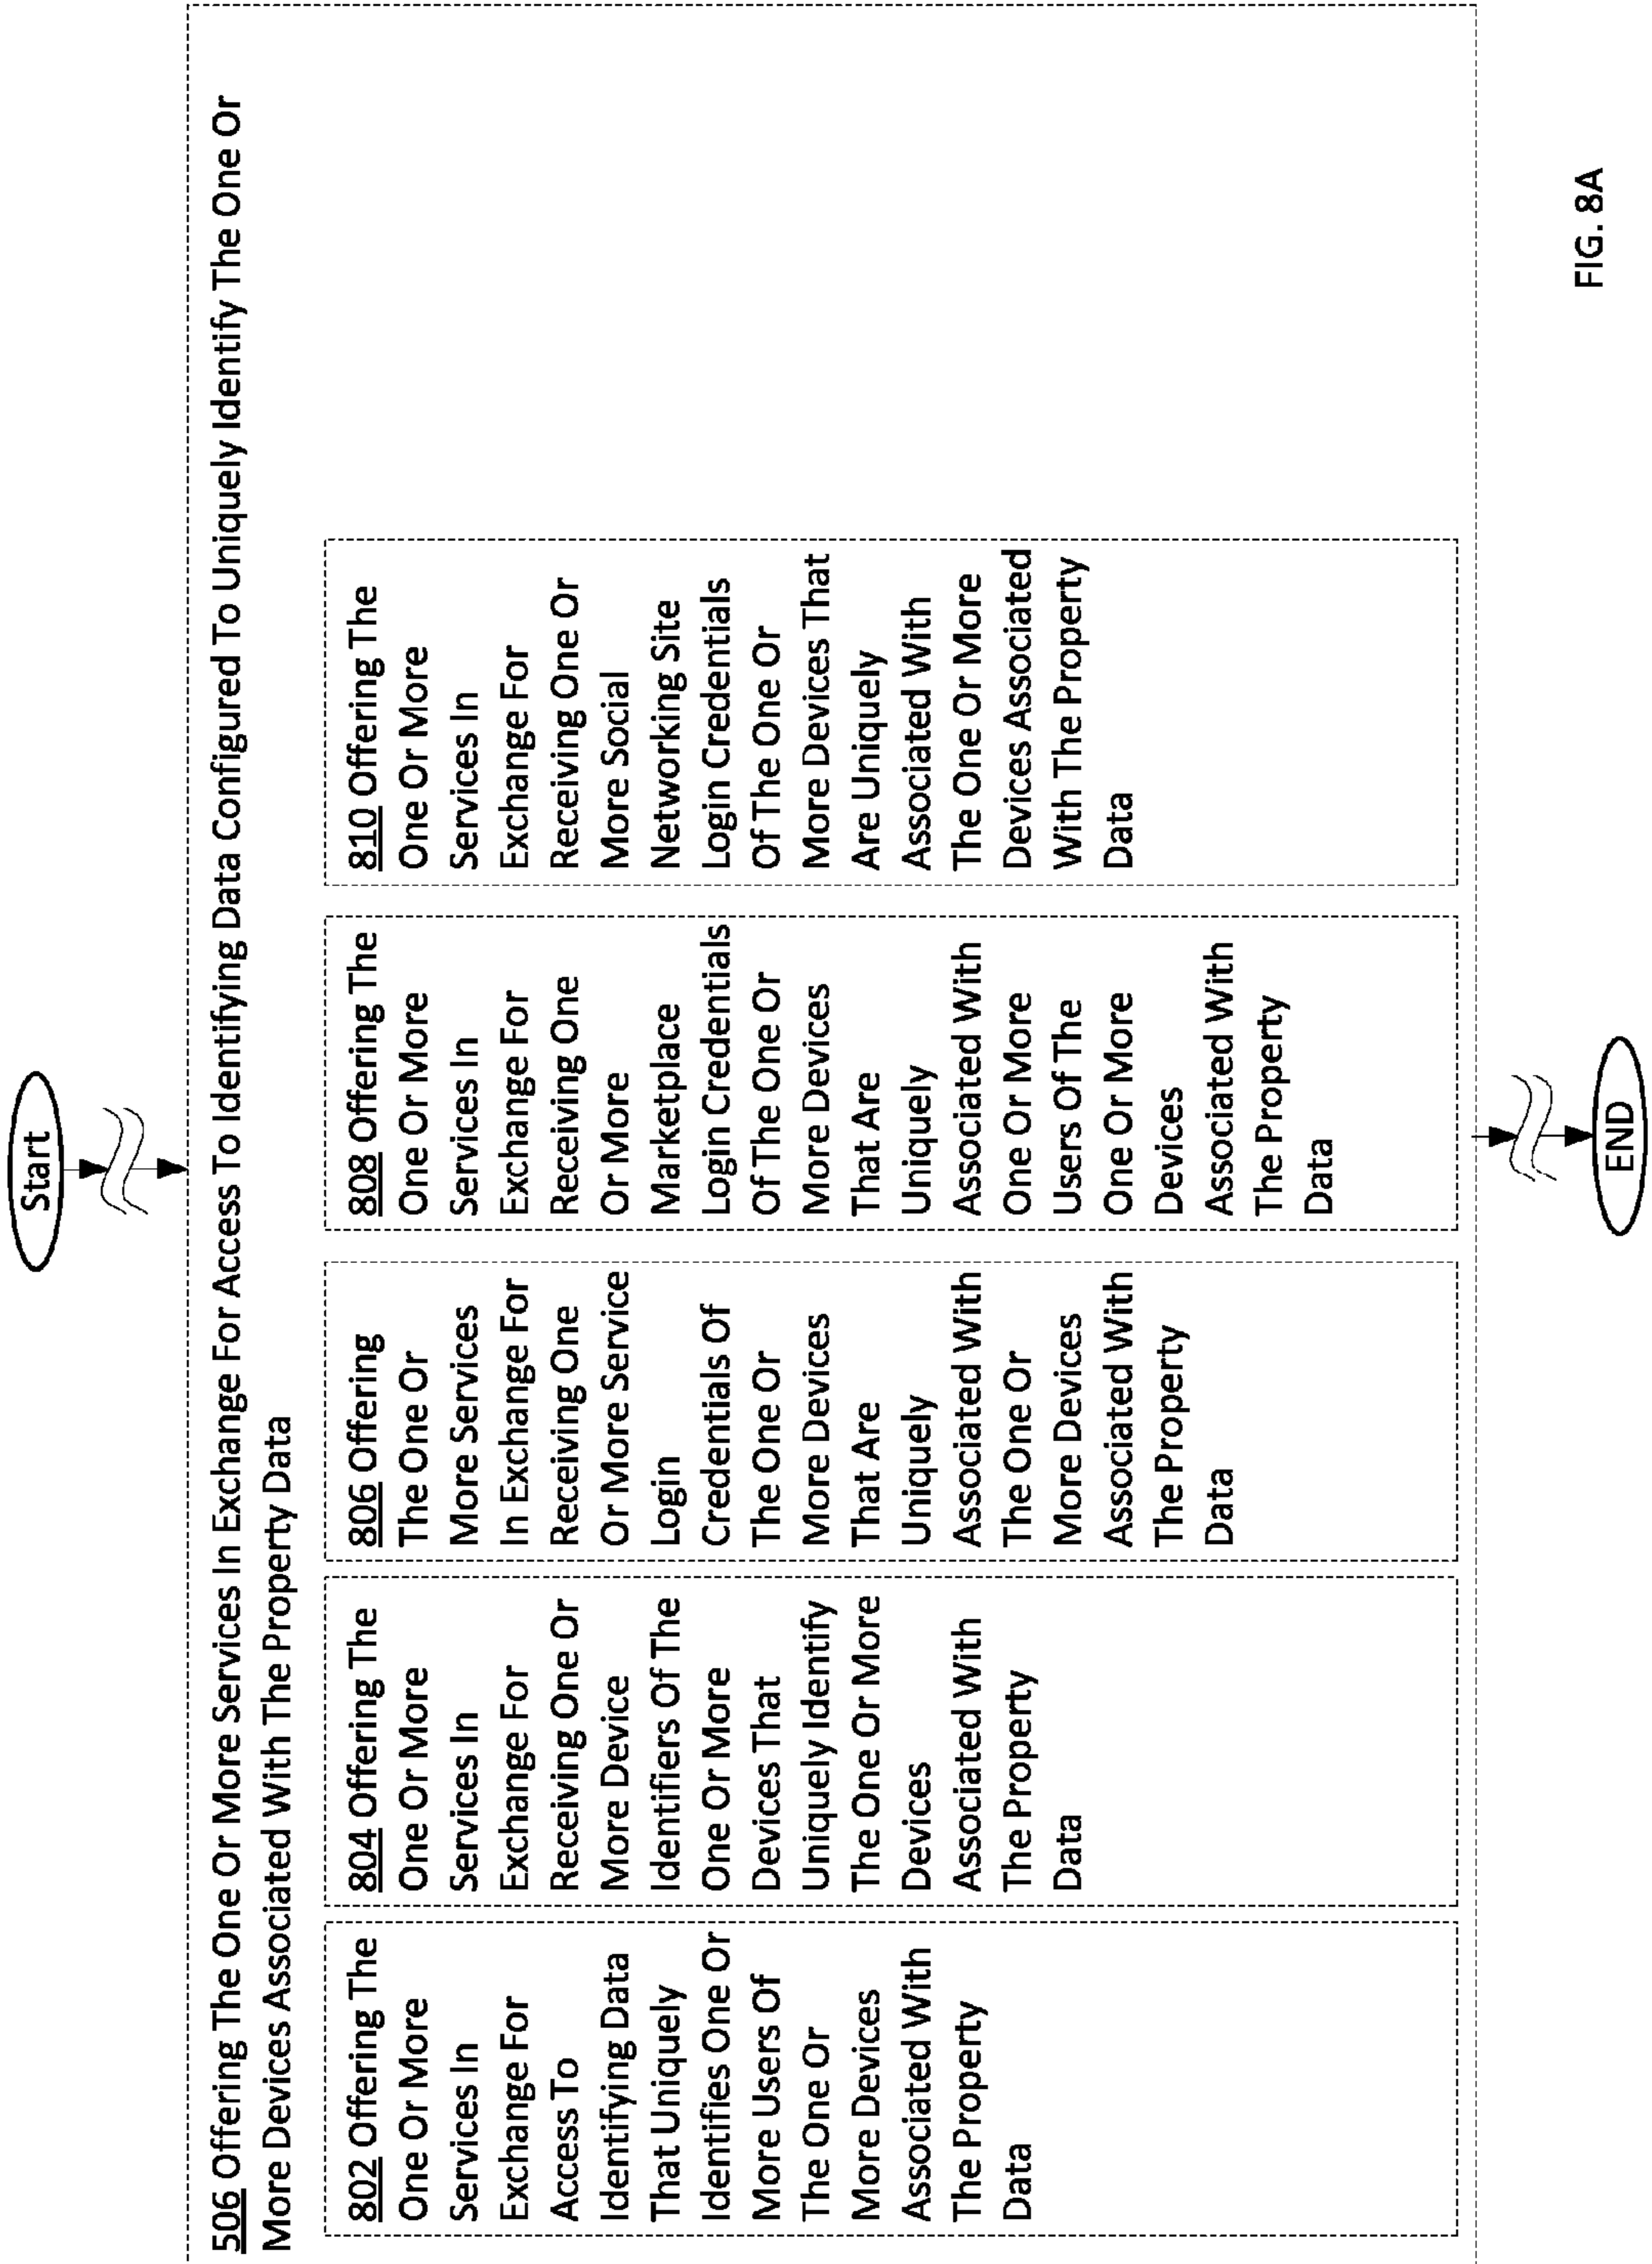 Start
506 Offering The One Or More Services In Exchange For Access To Identifying Data Configured To Uniquely Identify The One Or
More Devices Associated With The Property Data
802 Offering The
One Or More
Services In
Exchange For
Access To
Identifying Data
That Uniquely
Identifies One Or
More Users Of
The One Or
More Devices
Associated With
The Property
Data
804 Offering The
One Or More
Services In
Exchange For
Receiving One Or
More Device
Identifiers Of The
One Or More
Devices That
Uniquely Identify
The One Or More
Devices
Associated With
The Property
Data
806 Offering
The One Or
More Services
In Exchange For
Receiving One
Or More Service
Login
Credentials Of
The One Or
More Devices
That Are
Uniquely
Associated With
The One Or
More Devices
Associated With
The Property
Data
808 Offering The
One Or More
Services In
Exchange For
Receiving One
Or More
Marketplace
Login Credentials
Of The One Or
More Devices
That Are
Uniquely
Associated With
One Or More
Users Of The
One Or More
Devices
Associated With
The Property
Data
810 Offering The
One Or More
Services In
Exchange For
Receiving One Or
More Social
Networking Site
Login Credentials
Of The One Or
More Devices That
Are Uniquely
Associated With
The One Or More
Devices Associated
With The Property
Data
END
FIG. 8A